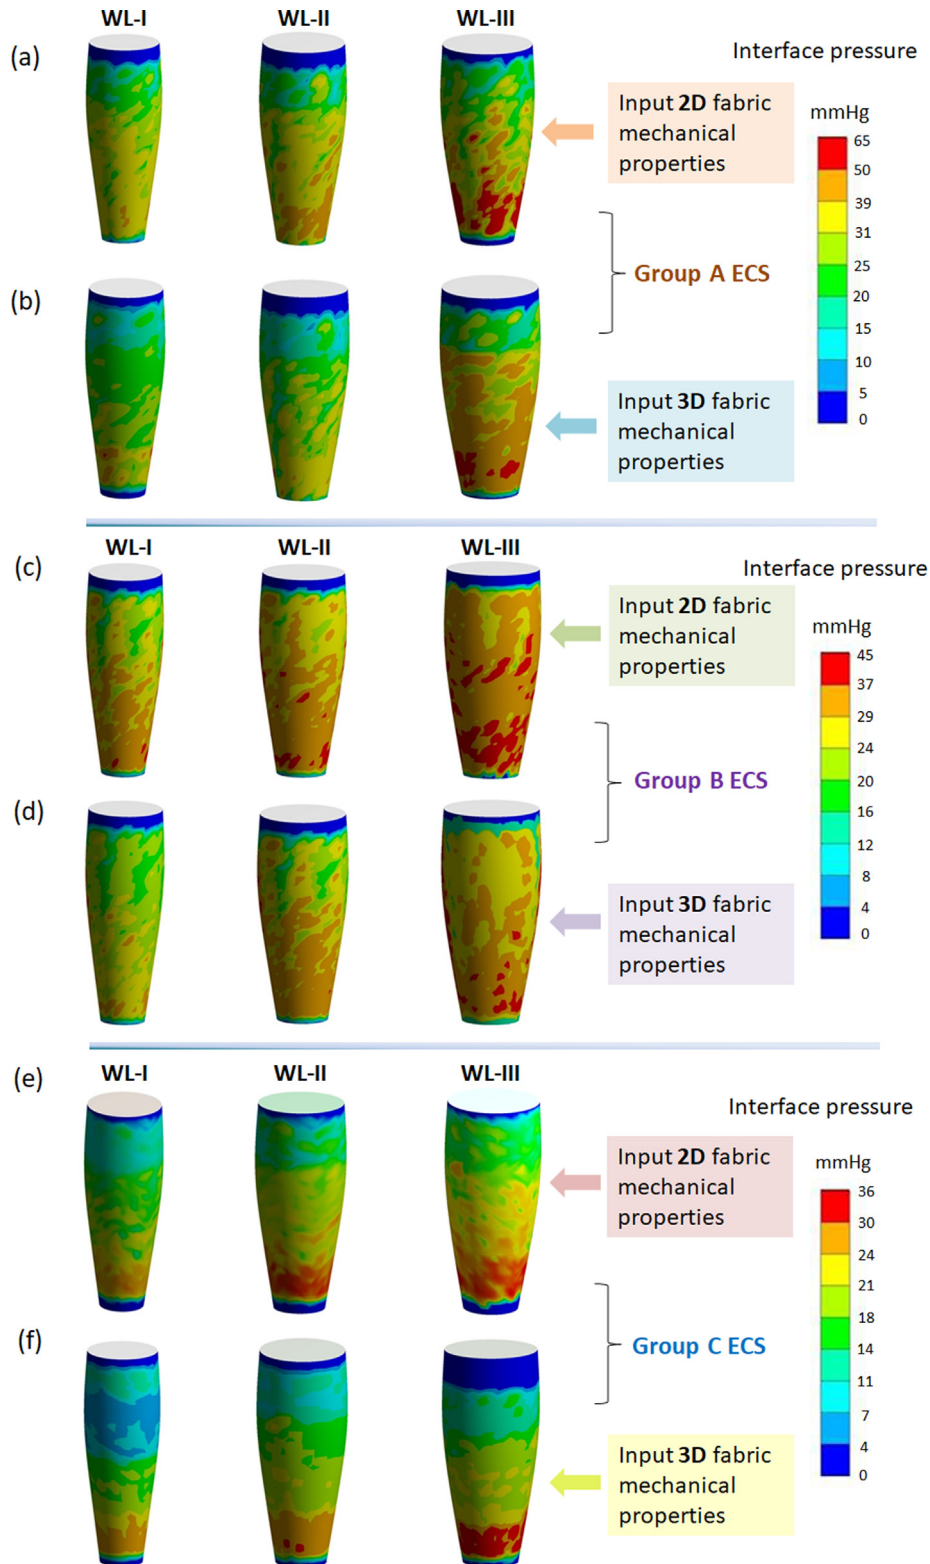 WL-I WL-II WL-III
(a)
Interface pressure
Input 2D fabric
mechanical
properties
mmHg
65
50
39
31
25
20
15
10
5
0
Group A ECS
(b)
Input 3D fabric
mechanical
properties
WL-I WL-II WL-III
(c)
Interface pressure
Input 2D fabric
mechanical
properties
mmHg
45
37
29
24
20
16
12
8
4
0
Group B ECS
(d)
Input 3D fabric
mechanical
properties
WL-I WL-II WL-III
(e)
Interface pressure
Input 2D fabric
mechanical
properties
mmHg
36
30
24
21
18
14
11
7
4
0
Group C ECS
(f)
Input 3D fabric
mechanical
properties